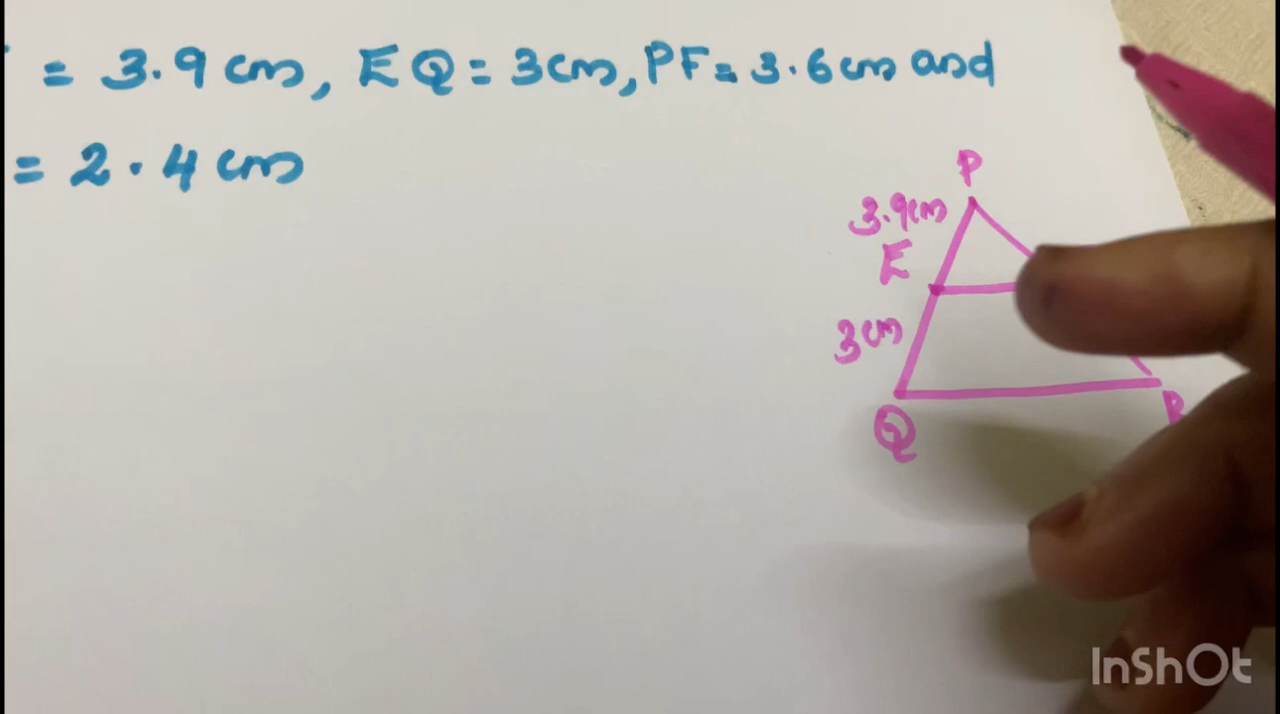 = 3.9 cm, EQ = 3cm, PF = 3.6 cm and
= 2.4 cm
P
3.9cm
E
3cm
Q
InShOt